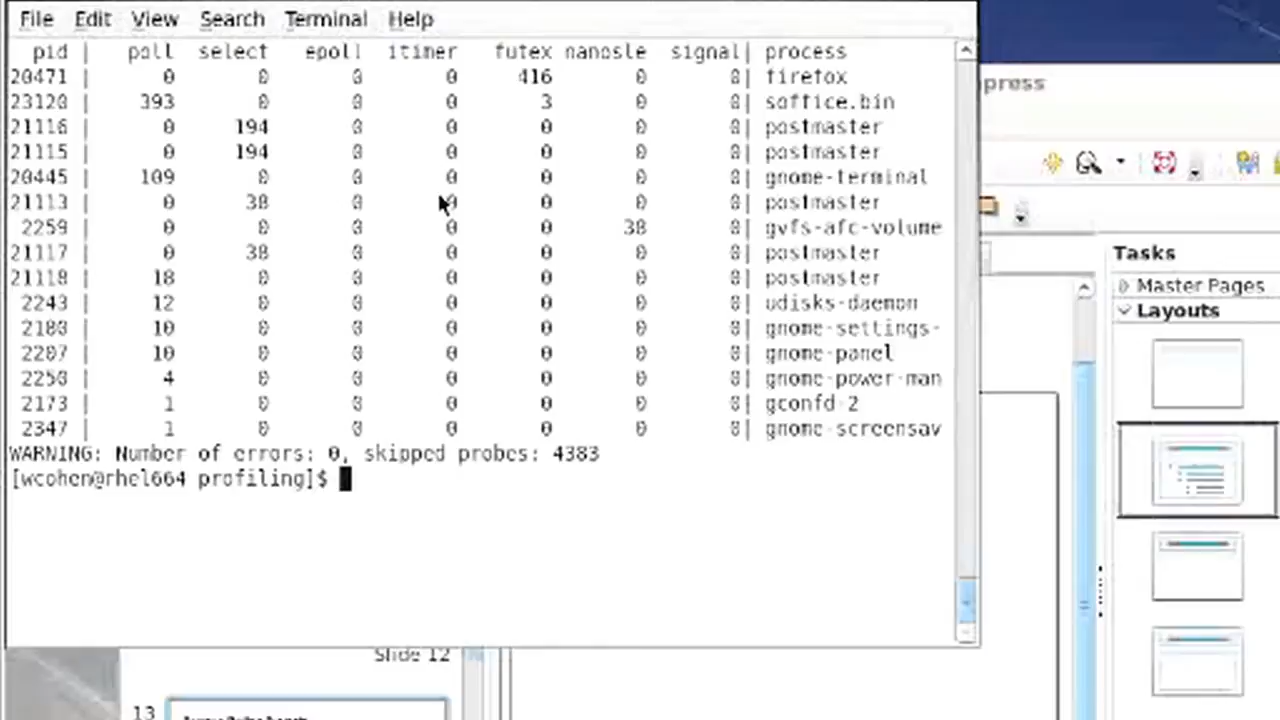 File Edit View Search Terminal Help
pid | poll select epoll itimer futex nanosle signal| process
20471 | 0 0 0 0 416 0 0| firefox
23120 | 393 0 0 0 3 0 0| soffice.bin
21116 | 0 194 0 0 0 0 0| postmaster
21115 | 0 194 0 0 0 0 0| postmaster
20445 | 109 0 0 0 0 0 0| gnome-terminal
21113 | 0 38 0 0 0 0 0| postmaster
2259 | 0 0 0 0 0 38 0| gvfs-afc-volume
21117 | 0 38 0 0 0 0 0| postmaster
21118 | 18 0 0 0 0 0 0| postmaster
2243 | 12 0 0 0 0 0 0| udisks-daemon
2180 | 10 0 0 0 0 0 0| gnome-settings-
2207 | 10 0 0 0 0 0 0| gnome-panel
2250 | 4 0 0 0 0 0 0| gnome-power-man
2173 | 1 0 0 0 0 0 0| gconfd-2
2347 | 1 0 0 0 0 0 0| gnome-screensav
WARNING: Number of errors: 0, skipped probes: 4383
[wcohen@rhel664 profiling]$
press
Tasks
Master Pages
Layouts
Slide 12
13